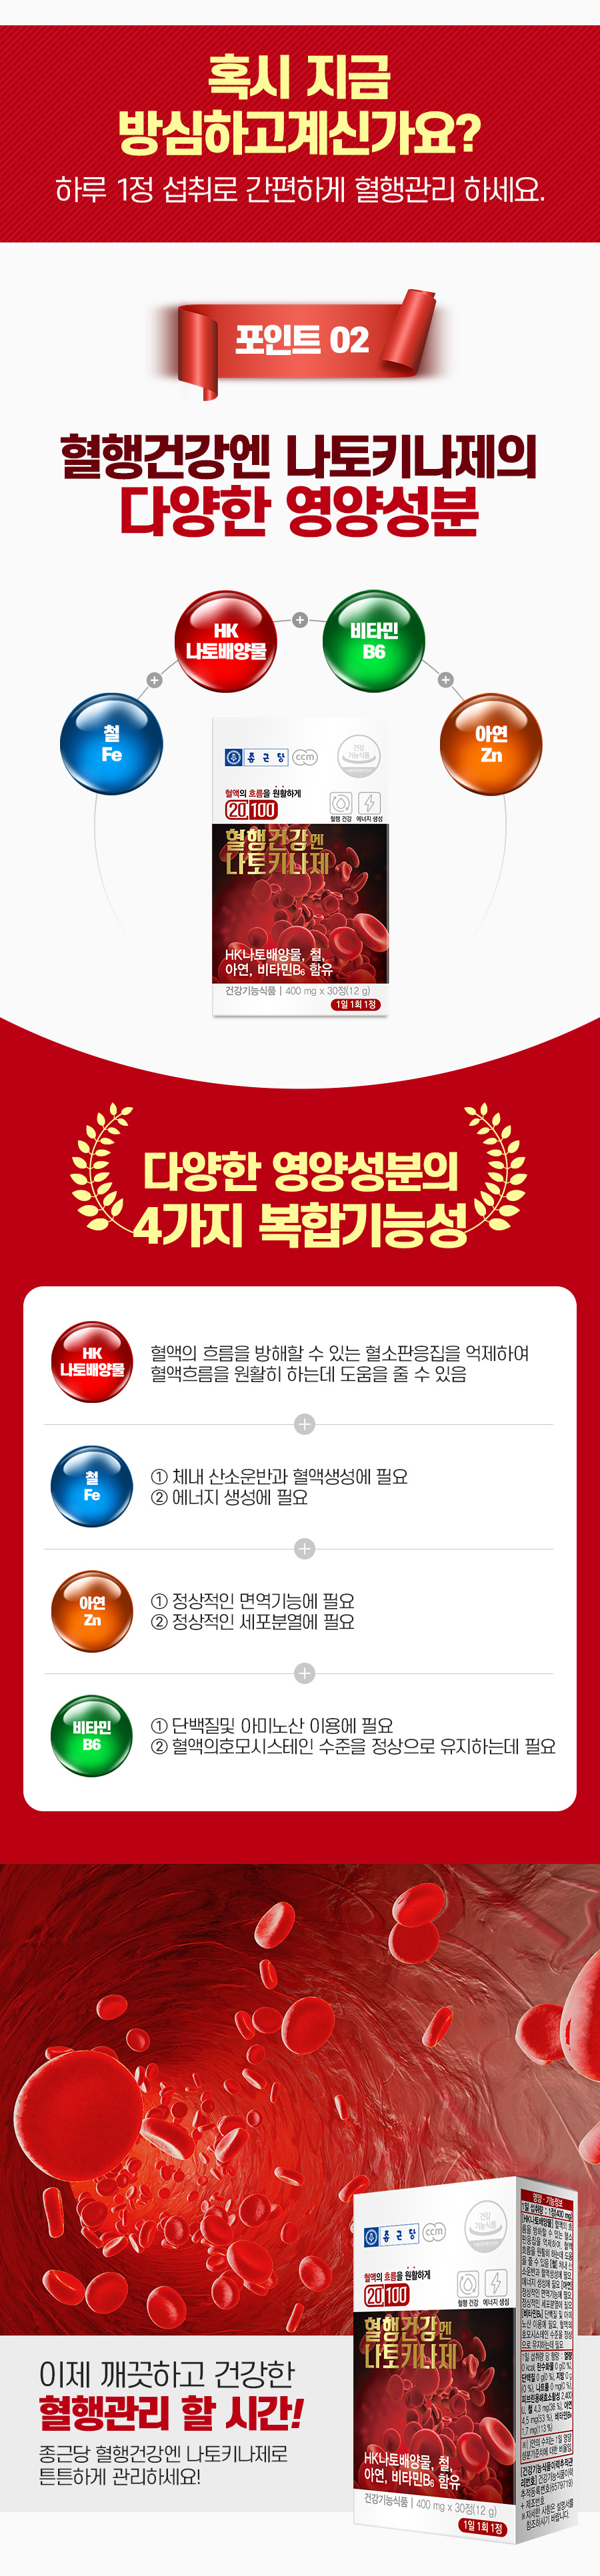 혹시 지금
방심하고계신가요?
하루 1정 섭취로 간편하게 혈행관리 하세요.
포인트 02
혈행건강엔 나토키나제의
다양한 영양성분
HK
나토배양물
비타민
B6
철
Fe
아연
Zn
종근당
ccm
건강
기능식품
혈액의 흐름을 원활하게
20 100
혈행 건강 에너지 생성
혈행건강엔
나토키나제
HK나토배양물, 철,
아연, 비타민B₆ 함유
건강기능식품 | 400 mg x 30정(12 g)
1일 1회 1정
다양한 영양성분의
4가지 복합기능성
HK
나토배양물
혈액의 흐름을 방해할 수 있는 혈소판응집을 억제하여
혈액흐름을 원활히 하는데 도움을 줄 수 있음
철
Fe
① 체내 산소운반과 혈액생성에 필요
② 에너지 생성에 필요
아연
Zn
① 정상적인 면역기능에 필요
② 정상적인 세포분열에 필요
비타민
B6
① 단백질및 아미노산 이용에 필요
② 혈액의호모시스테인 수준을 정상으로 유지하는데 필요
종근당
ccm
건강
기능식품
혈액의 흐름을 원활하게
20 100
혈행 건강 에너지 생성
혈행건강엔
나토키나제
HK나토배양물, 철,
아연, 비타민B₆ 함유
건강기능식품 | 400 mg x 30정(12 g)
1일 1회 1정
영양·기능정보
이제 깨끗하고 건강한
혈행관리 할 시간!
종근당 혈행건강엔 나토키나제로
튼튼하게 관리하세요!